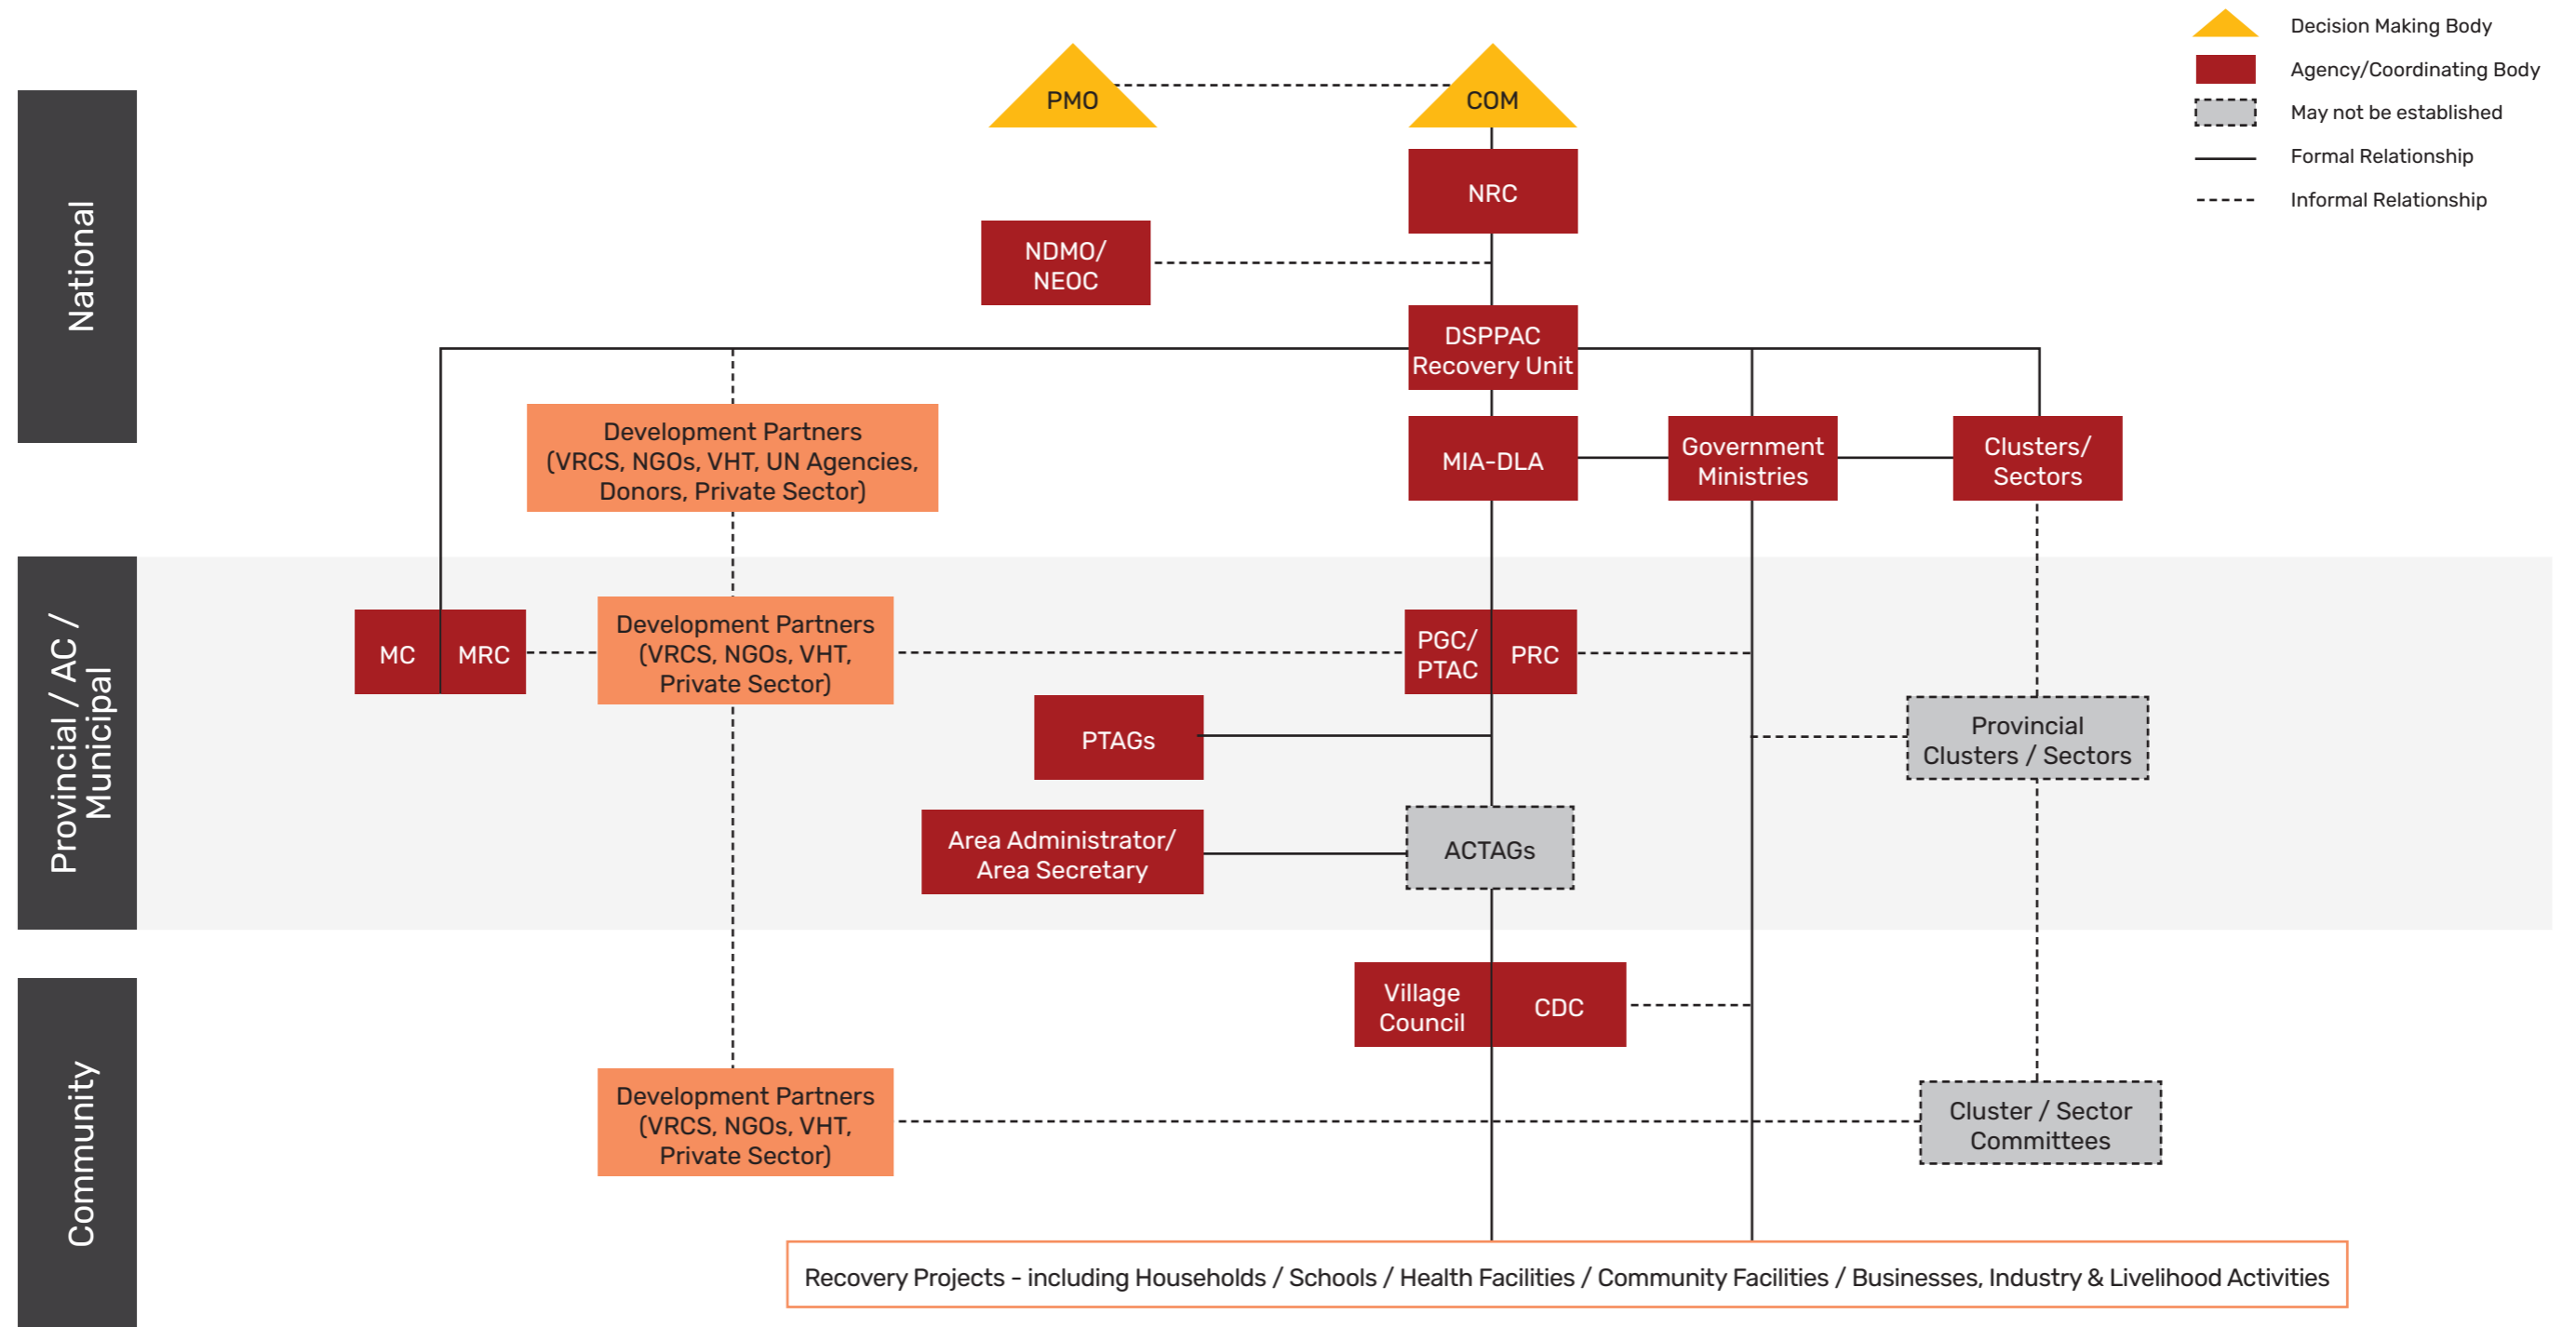 Decision Making Body
Agency/Coordinating Body
May not be established
Formal Relationship
Informal Relationship
National
PMO
COM
NRC
NDMO/
NEOC
DSPPAC
Recovery Unit
Development Partners
(VRCS, NGOs, VHT, UN Agencies,
Donors, Private Sector)
MIA-DLA
Government
Ministries
Clusters/
Sectors
Provincial / AC /
Municipal
MC
MRC
Development Partners
(VRCS, NGOs, VHT,
Private Sector)
PGC/
PTAC
PRC
PTAGs
Provincial
Clusters / Sectors
Area Administrator/
Area Secretary
ACTAGs
Community
Village
Council
CDC
Development Partners
(VRCS, NGOs, VHT,
Private Sector)
Cluster / Sector
Committees
Recovery Projects - including Households / Schools / Health Facilities / Community Facilities / Businesses, Industry & Livelihood Activities